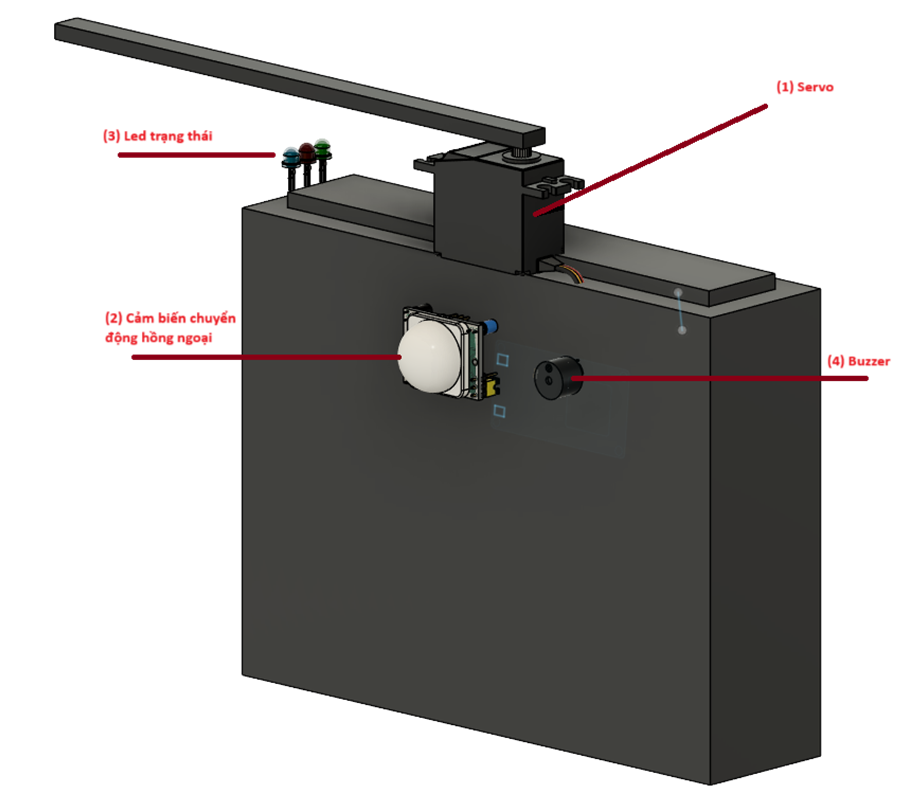 (1) Servo
(3) Led trạng thái
(2) Cảm biến chuyển
động hồng ngoại
(4) Buzzer